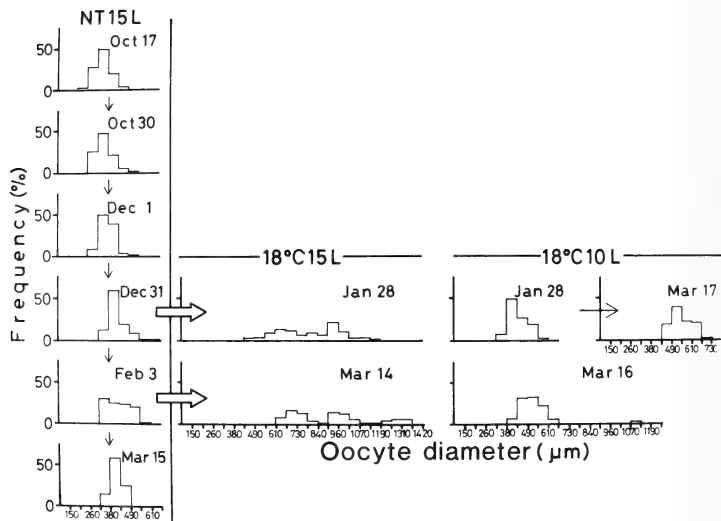 NT15L
Oct 17
50
0
Oct 30
50
0
Dec 1
50
0
18°C15L
18°C10L
Dec 31
50
0
Jan 28
Jan 28
Mar 17
150 260 380 490 610 730
Feb 3
50
0
Mar 14
Mar 16
150 260 380 490 610 730 840 960 1070 1190 1310 1420
150 260 380 490 610 730 840 960 1070 1190
Mar 15
50
0
150 260 380 490 610
Frequency (%)
Oocyte diameter (μm)